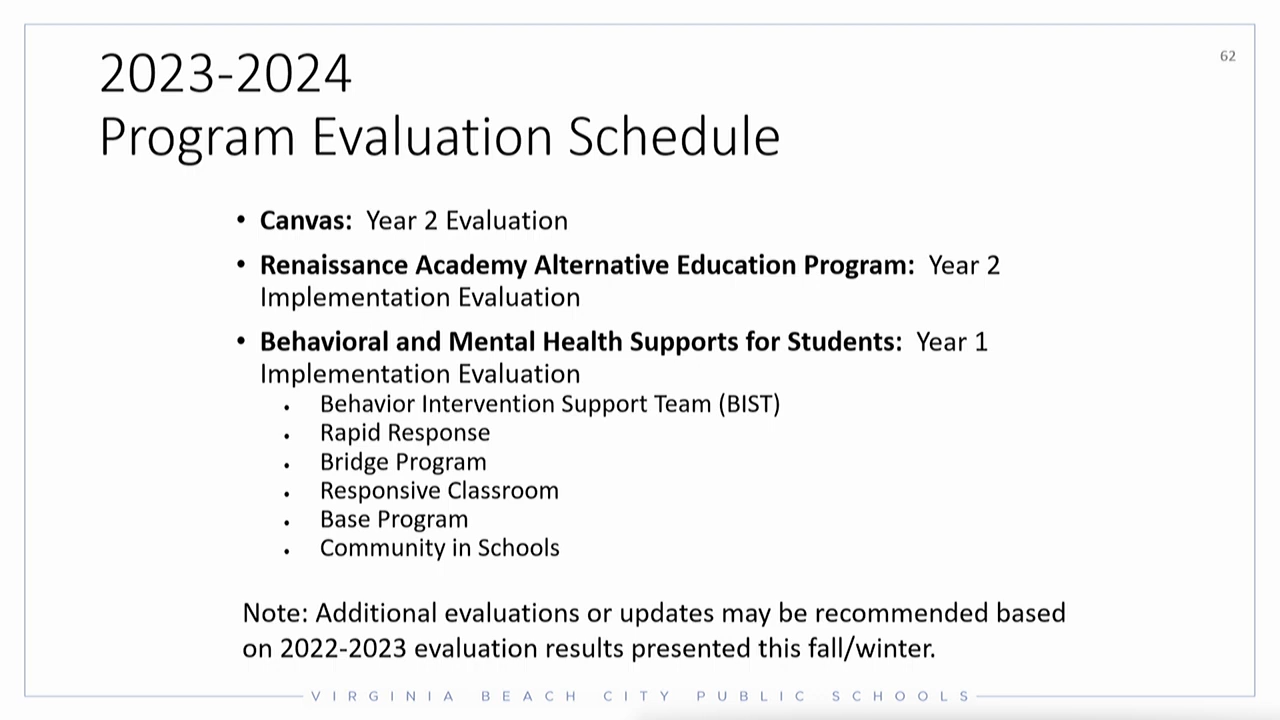 62
2023-2024
Program Evaluation Schedule
• Canvas: Year 2 Evaluation
• Renaissance Academy Alternative Education Program: Year 2
Implementation Evaluation
• Behavioral and Mental Health Supports for Students: Year 1
Implementation Evaluation
• Behavior Intervention Support Team (BIST)
• Rapid Response
• Bridge Program
• Responsive Classroom
• Base Program
• Community in Schools
Note: Additional evaluations or updates may be recommended based
on 2022-2023 evaluation results presented this fall/winter.
VIRGINIA BEACH CITY PUBLIC SCHOOLS